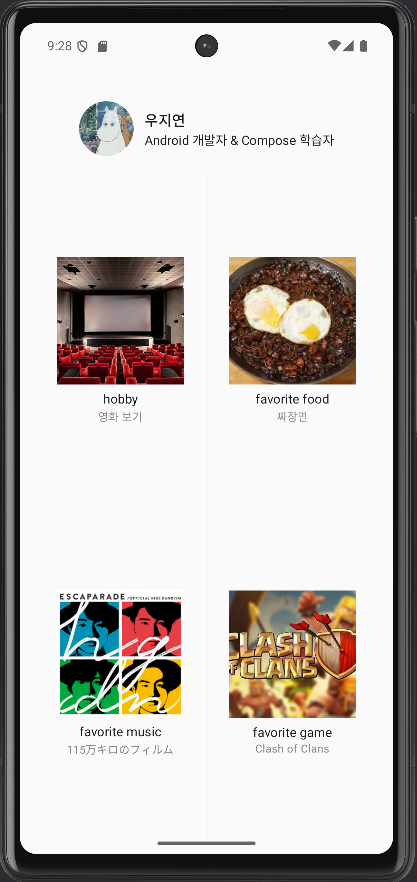 9:28
우지연
Android 개발자 & Compose 학습자
hobby
영화 보기
favorite food
짜장면
ESCAPARADE / OFFICIAL HIGE DANDISM
hg
dn
favorite music
115万キロのフィルム
CLASH
OF CLANS
favorite game
Clash of Clans